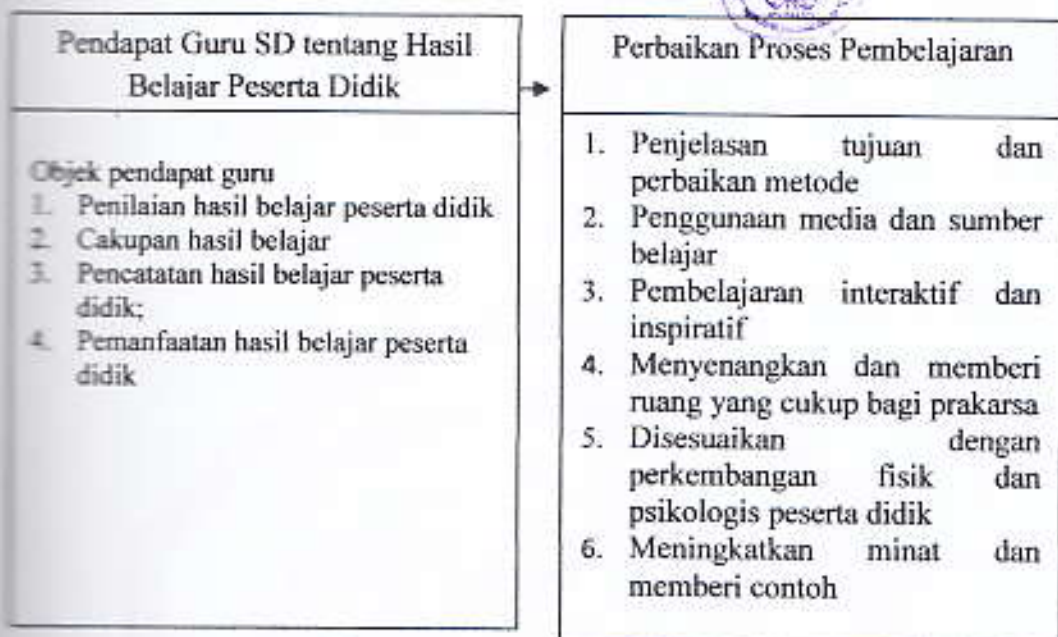 Pendapat Guru SD tentang Hasil
Belajar Peserta Didik
Objek pendapat guru
1. Penilaian hasil belajar peserta didik
2. Cakupan hasil belajar
3. Pencatatan hasil belajar peserta
didik;
4. Pemanfaatan hasil belajar peserta
didik
Perbaikan Proses Pembelajaran
1. Penjelasan tujuan dan
perbaikan metode
2. Penggunaan media dan sumber
belajar
3. Pembelajaran interaktif dan
inspiratif
4. Menyenangkan dan memberi
ruang yang cukup bagi prakarsa
5. Disesuaikan dengan
perkembangan fisik dan
psikologis peserta didik
6. Meningkatkan minat dan
memberi contoh